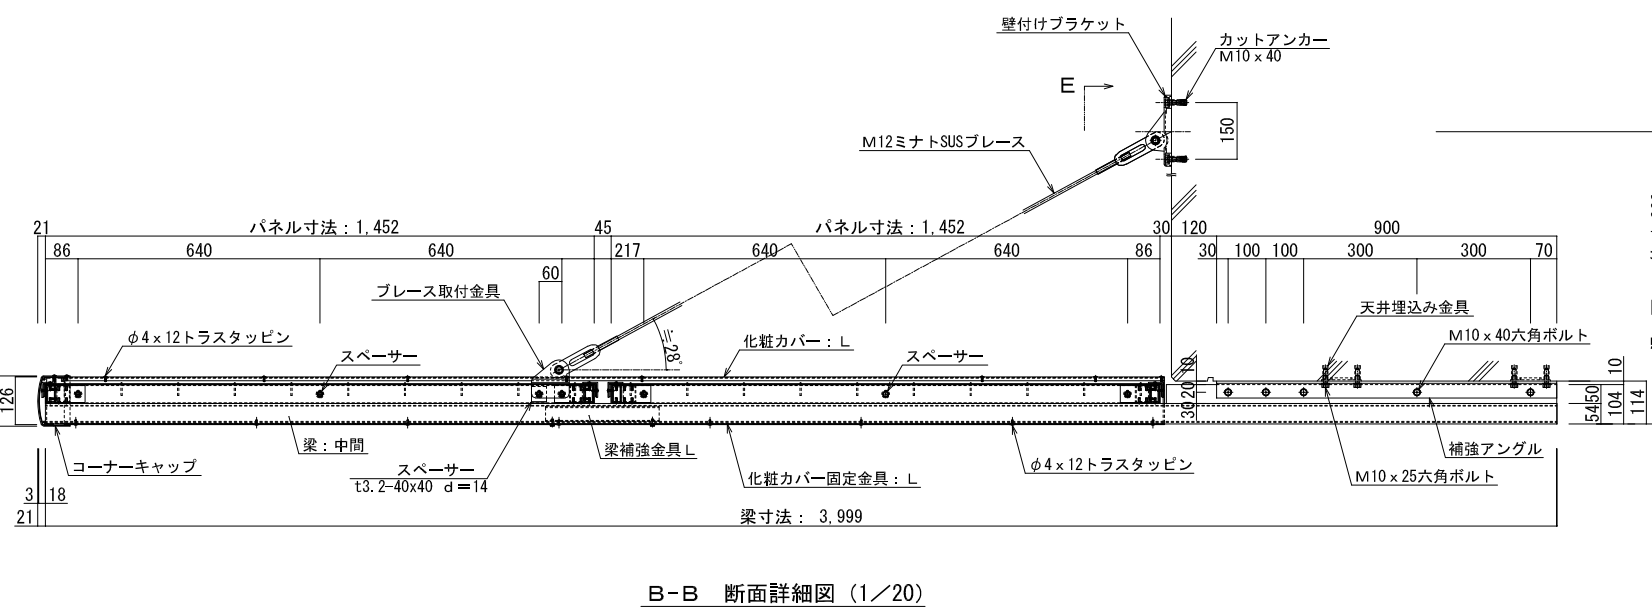 壁付けブラケット
カットアンカー
M10×40
E
150
M12ミナトSUSブレース
21
パネル寸法：1,452
45
パネル寸法：1,452
30
120
900
86
640
640
217
640
640
86
30
100
100
300
300
70
60
ブレース取付金具
天井埋込み金具
φ4×12トラスタッピン
スペーサー
≒28°
化粧カバー：L
スペーサー
M10×40六角ボルト
126
10
20
30
10
5450
104
114
梁：中間
梁補強金具L
補強アングル
コーナーキャップ
スペーサー
t3.2-40x40 d＝14
化粧カバー固定金具：L
φ4×12トラスタッピン
M10×25六角ボルト
3
18
21
梁寸法： 3,999
B-B 断面詳細図（1／20）